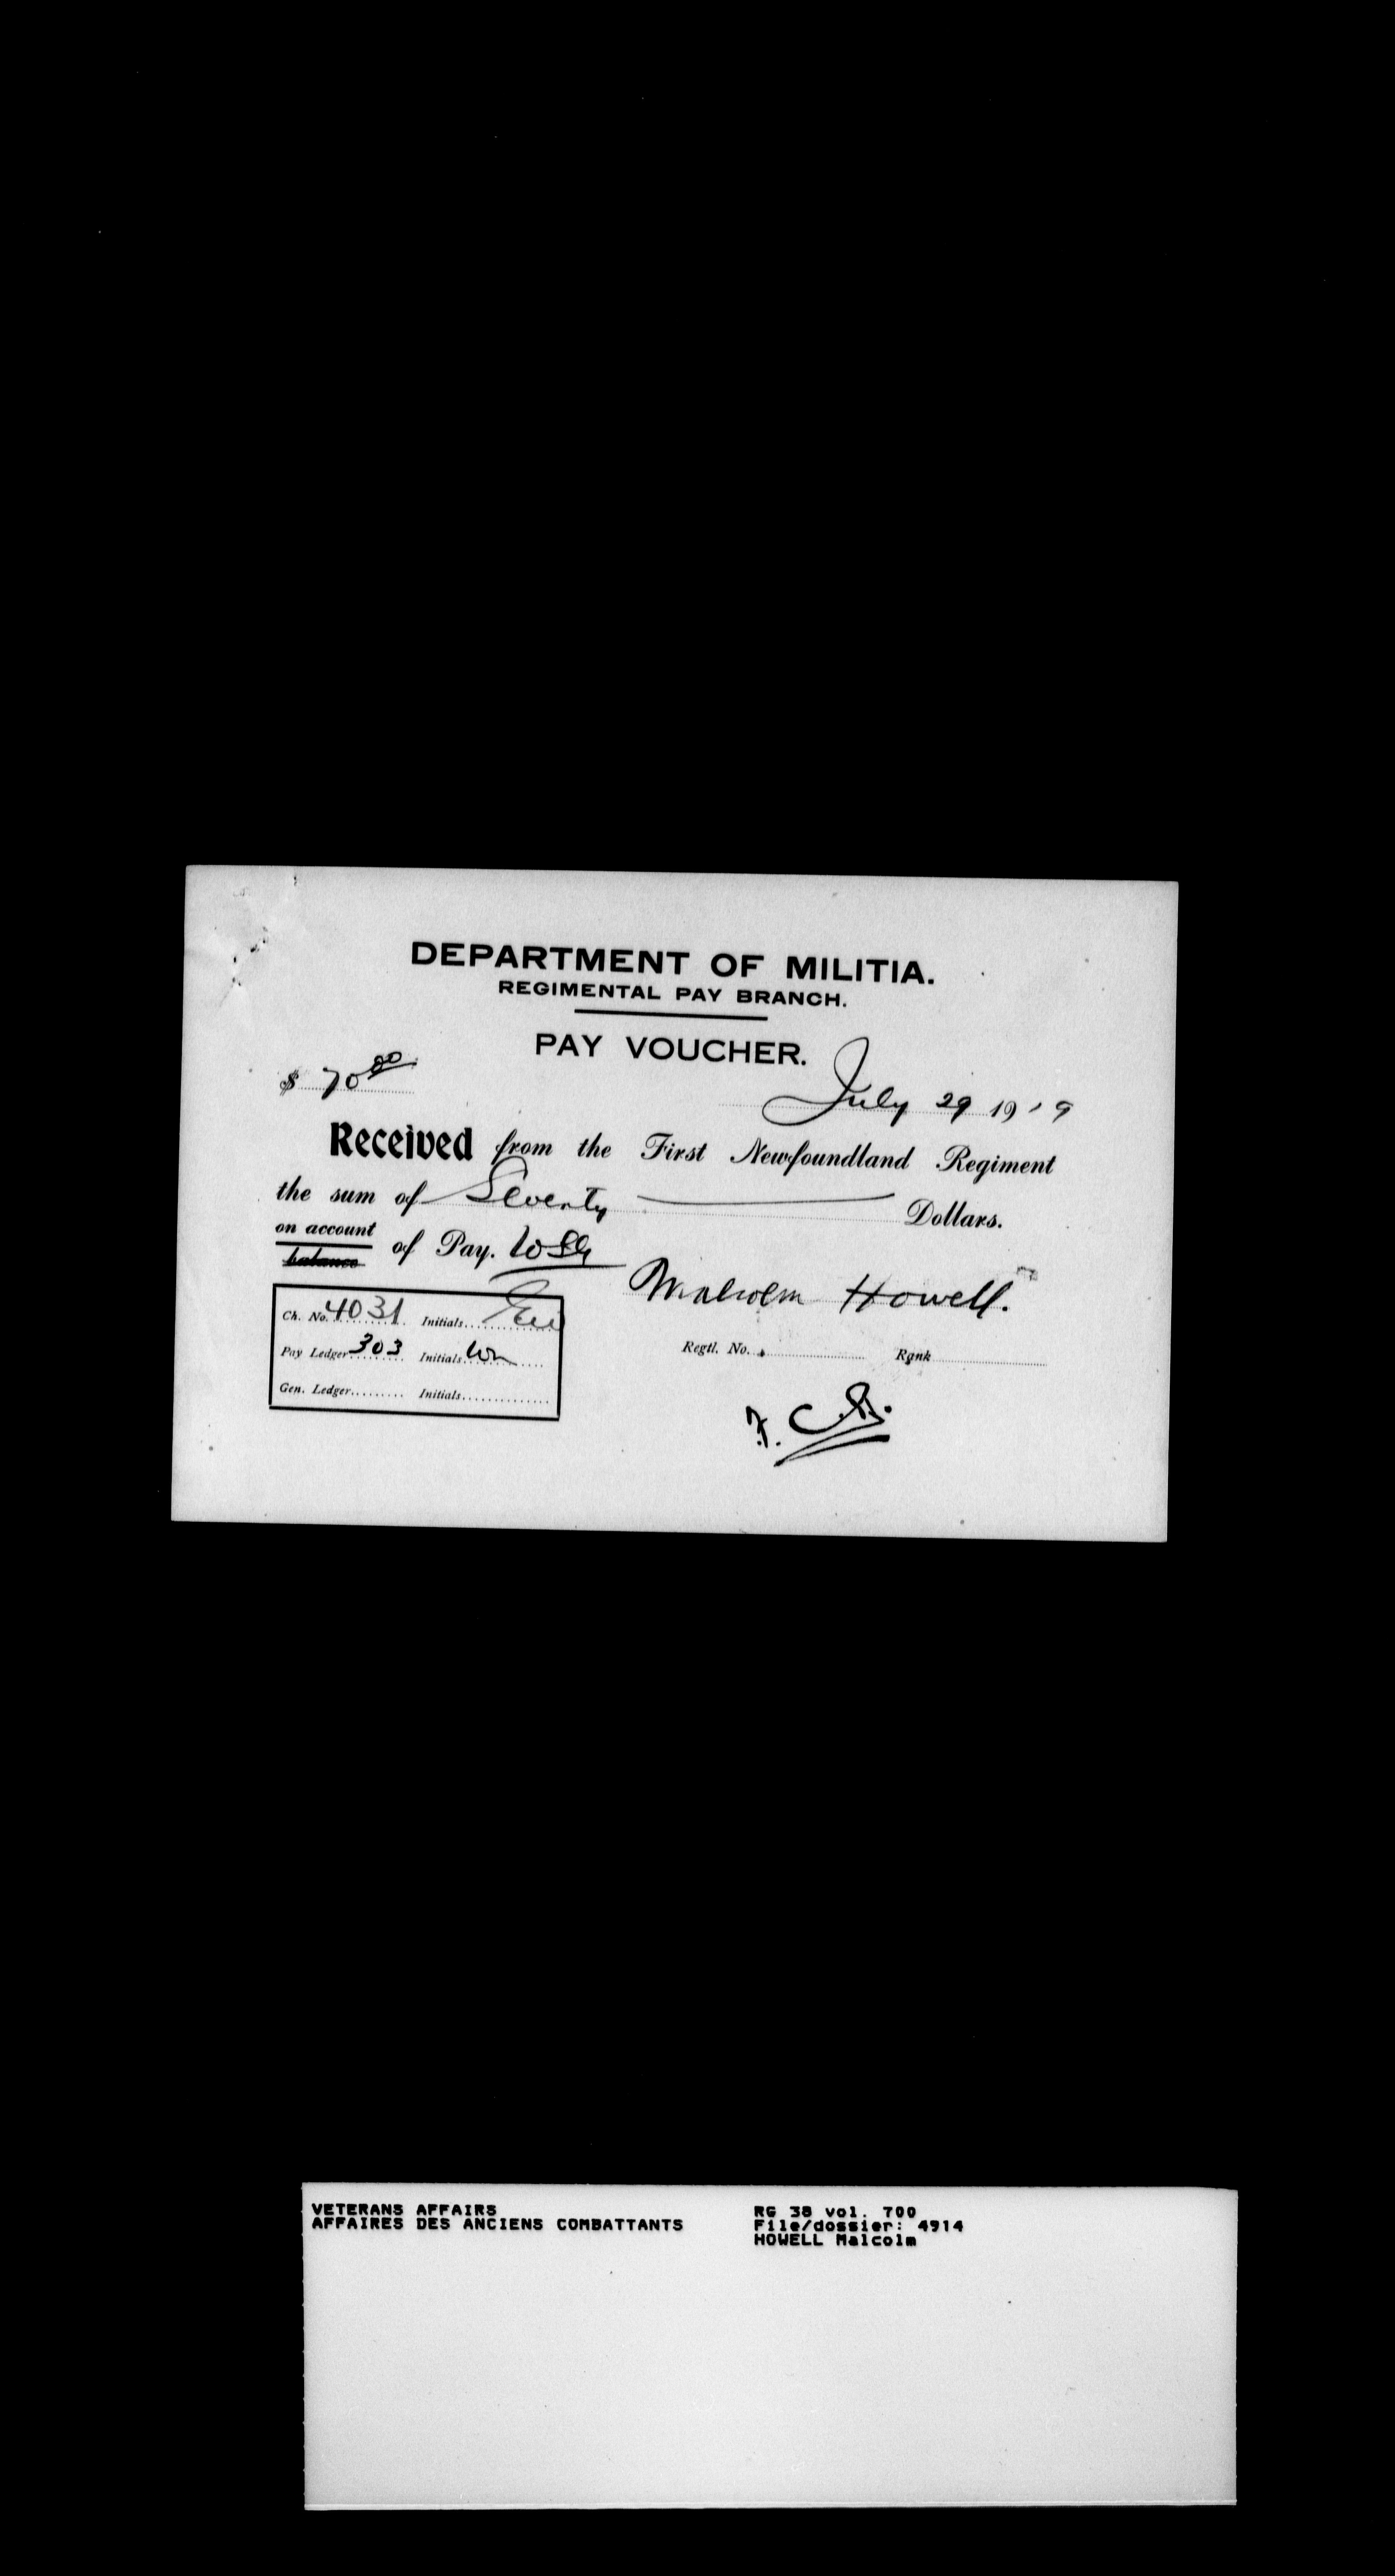 DEPARTMENT OF MILITIA.
REGIMENTAL PAY BRANCH.
PAY VOUCHER.
$ 70 00
July 29 1919
Received from the First Newfoundland Regiment
the sum of Seventy Dollars.
on account
balance of Pay. WSG
Malcolm Howell.
Ch. No. 4031 Initials
Pay Ledger 303 Initials
Gen. Ledger Initials
Regtl. No. Rank
VETERANS AFFAIRS
AFFAIRES DES ANCIENS COMBATTANTS
RG 38 vol. 700
File/dossier: 4914
HOWELL Malcolm